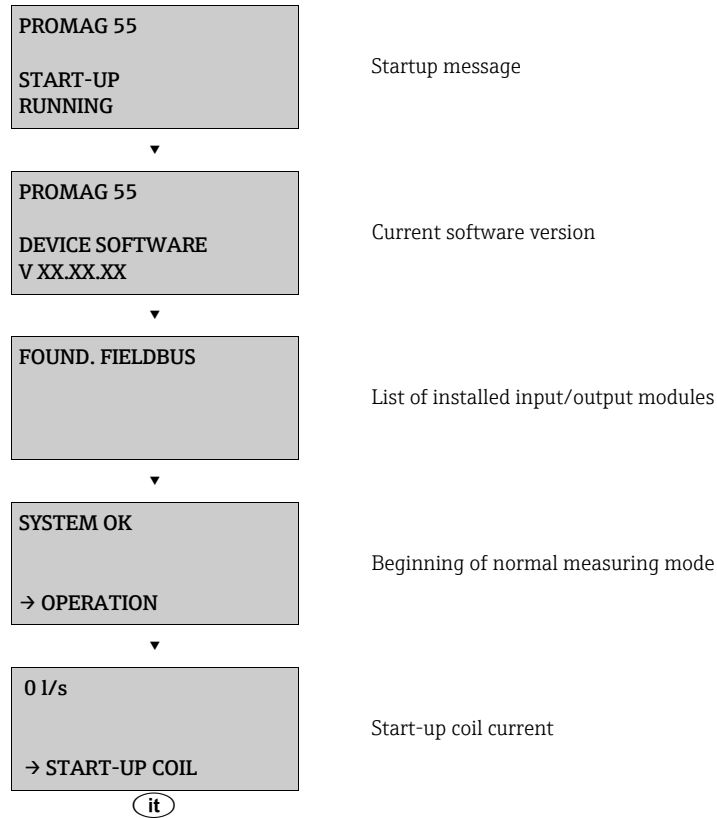 PROMAG 55
START-UP
RUNNING
Startup message
PROMAG 55
DEVICE SOFTWARE
V XX.XX.XX
Current software version
FOUND. FIELDBUS
List of installed input/output modules
SYSTEM OK
→ OPERATION
Beginning of normal measuring mode
0 l/s
→ START-UP COIL
Start-up coil current
it